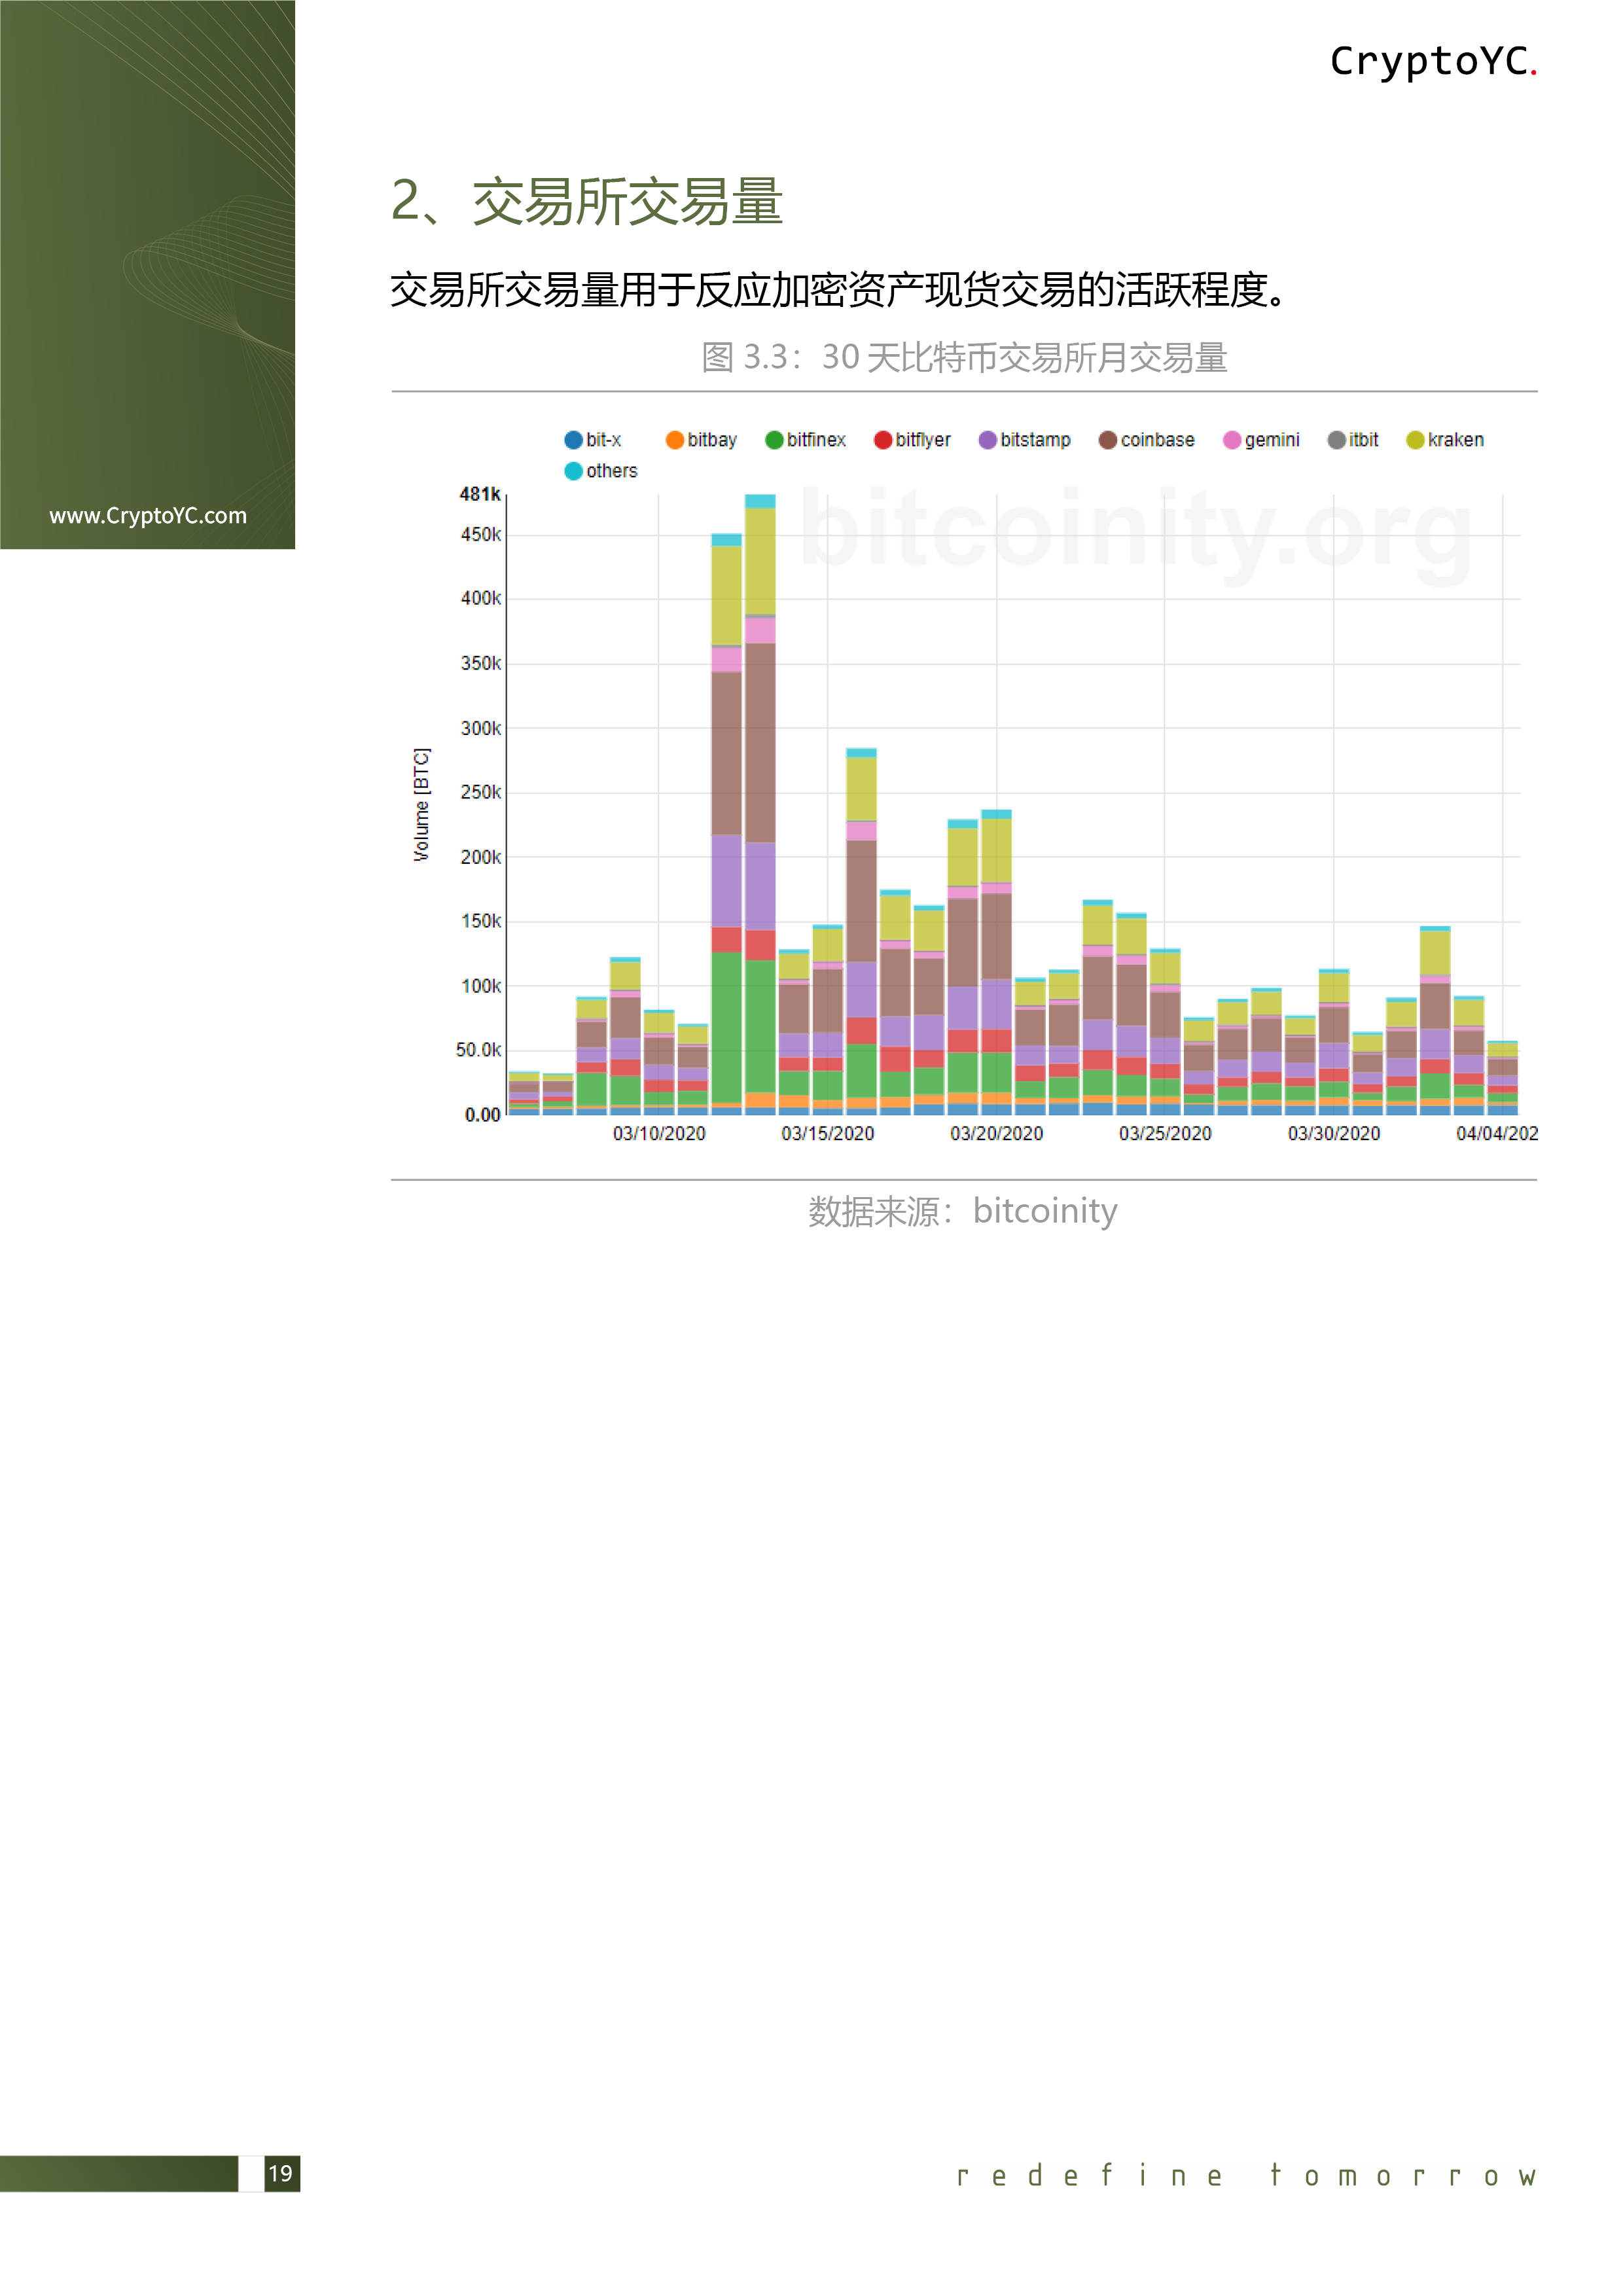 CryptoYC.
www.CryptoYC.com
2、交易所交易量
交易所交易量用于反应加密资产现货交易的活跃程度。
图 3.3：30 天比特币交易所月交易量
bit-x bitbay bitfinex bitflyer bitstamp coinbase gemini itbit kraken
others
bitcoinity.org
481k
450k
400k
350k
300k
250k
200k
150k
100k
50.0k
0.00
Volume [BTC]
03/10/2020 03/15/2020 03/20/2020 03/25/2020 03/30/2020 04/04/202
数据来源：bitcoinity
19
redefine tomorrow